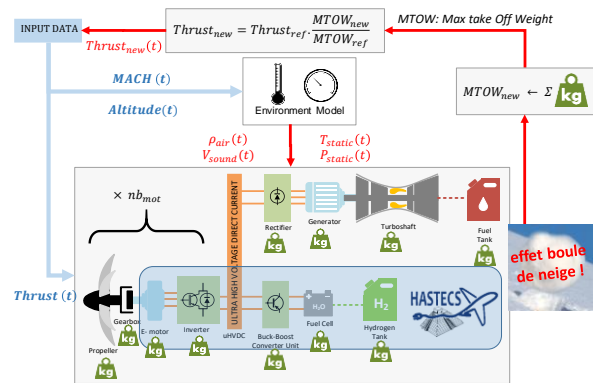 INPUT DATA
Thrust_new(t)
Thrust_new = Thrust_ref . MTOW_new / MTOW_ref
MTOW: Max take Off Weight
MACH (t)
Altitude(t)
Environment Model
MTOW_new ← Σ kg
ρ_air(t)
V_sound(t)
T_static(t)
P_static(t)
× nb_mot
ULTRA HIGH VOLTAGE DIRECT CURRENT
Rectifier
kg
Generator
kg
Turboshaft
kg
Fuel
Tank
kg
effet boule
de neige !
Thrust (t)
Gearbox
kg
Propeller
kg
E- motor
kg
Inverter
kg
uHVDC
Buck-Boost
Converter Unit
kg
H₂O
Fuel Cell
kg
H2
Hydrogen
Tank
kg
HASTECS